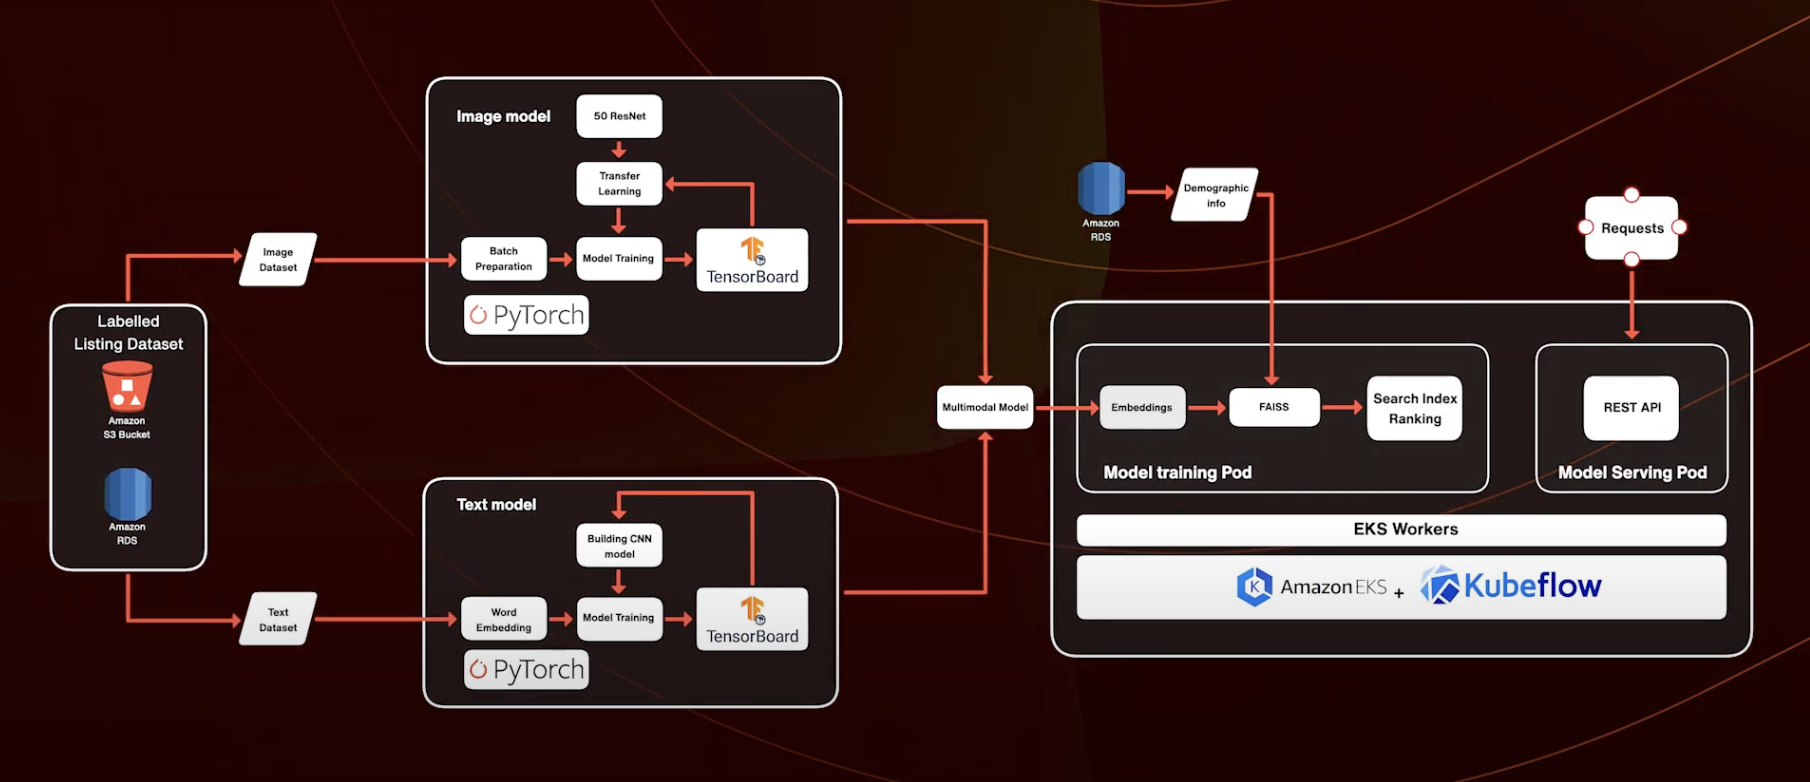 Labelled
Listing Dataset
Amazon
S3 Bucket
Amazon
RDS
Image
Dataset
Text
Dataset
Image model
50 ResNet
Transfer
Learning
Batch
Preparation
Model Training
TensorBoard
PyTorch
Text model
Building CNN
model
Word
Embedding
Model Training
TensorBoard
PyTorch
Multimodal Model
Amazon
RDS
Demographic
info
Requests
Embeddings
FAISS
Search Index
Ranking
Model training Pod
REST API
Model Serving Pod
EKS Workers
Amazon EKS + Kubeflow